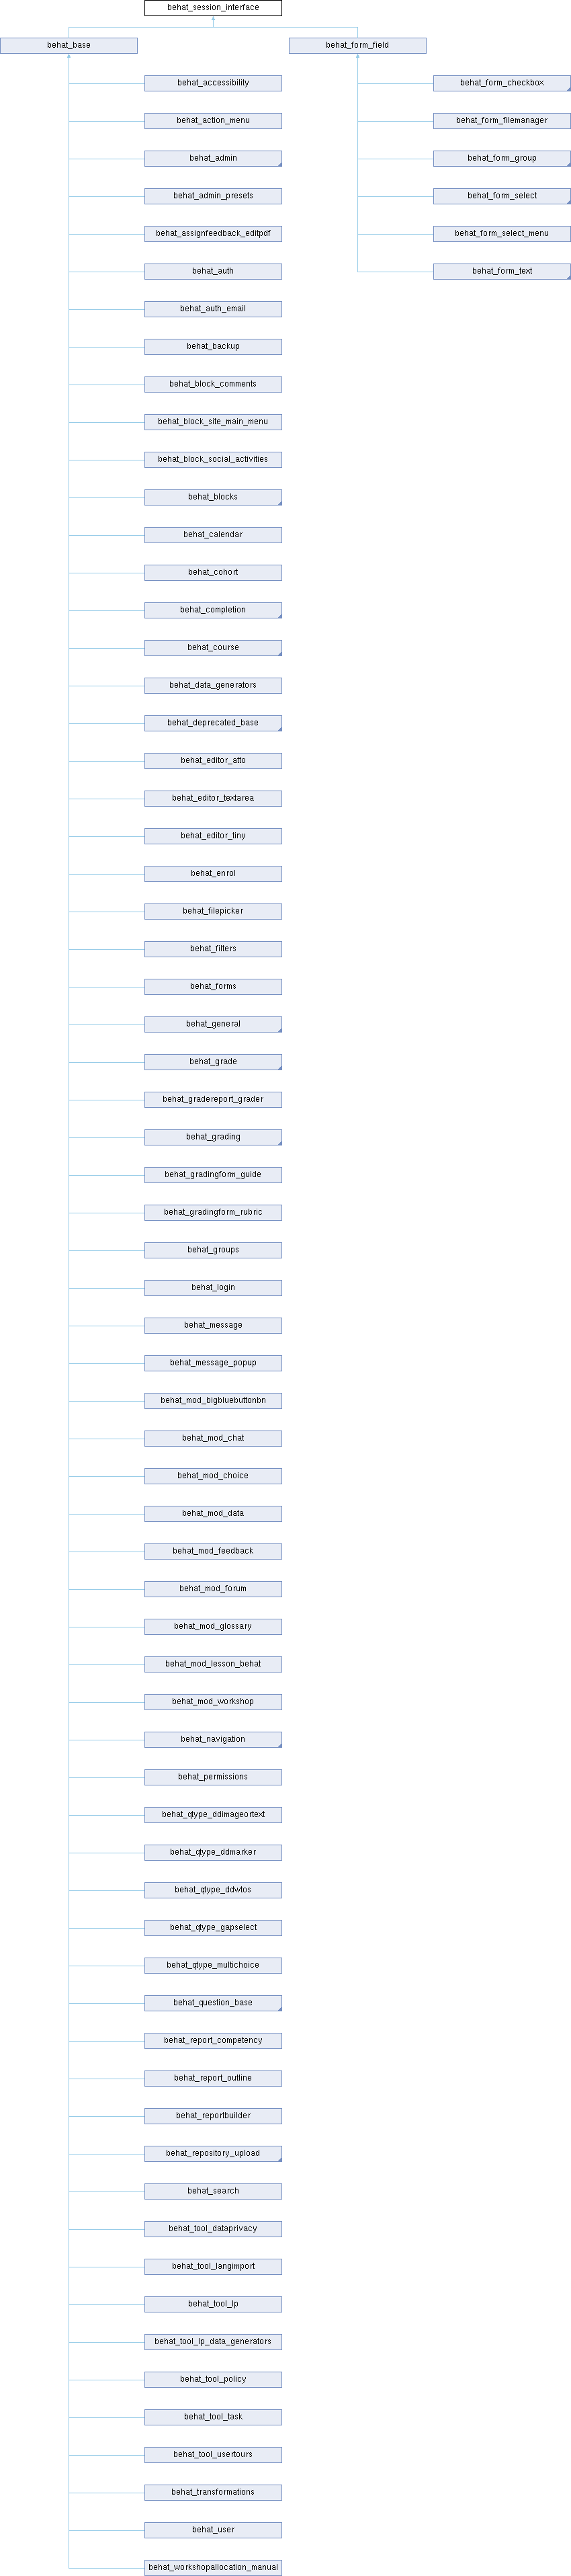 behat_session_interface
behat_base
behat_form_field
behat_accessibility
behat_form_checkbox
behat_action_menu
behat_form_filemanager
behat_admin
behat_form_group
behat_admin_presets
behat_form_select
behat_assignfeedback_editpdf
behat_form_select_menu
behat_auth
behat_form_text
behat_auth_email
behat_backup
behat_block_comments
behat_block_site_main_menu
behat_block_social_activities
behat_blocks
behat_calendar
behat_cohort
behat_completion
behat_course
behat_data_generators
behat_deprecated_base
behat_editor_atto
behat_editor_textarea
behat_editor_tiny
behat_enrol
behat_filepicker
behat_filters
behat_forms
behat_general
behat_grade
behat_gradereport_grader
behat_grading
behat_gradingform_guide
behat_gradingform_rubric
behat_groups
behat_login
behat_message
behat_message_popup
behat_mod_bigbluebuttonbn
behat_mod_chat
behat_mod_choice
behat_mod_data
behat_mod_feedback
behat_mod_forum
behat_mod_glossary
behat_mod_lesson_behat
behat_mod_workshop
behat_navigation
behat_permissions
behat_qtype_ddimageortext
behat_qtype_ddmarker
behat_qtype_ddwtos
behat_qtype_gapselect
behat_qtype_multichoice
behat_question_base
behat_report_competency
behat_report_outline
behat_reportbuilder
behat_repository_upload
behat_search
behat_tool_dataprivacy
behat_tool_langimport
behat_tool_lp
behat_tool_lp_data_generators
behat_tool_policy
behat_tool_task
behat_tool_usertours
behat_transformations
behat_user
behat_workshopallocation_manual